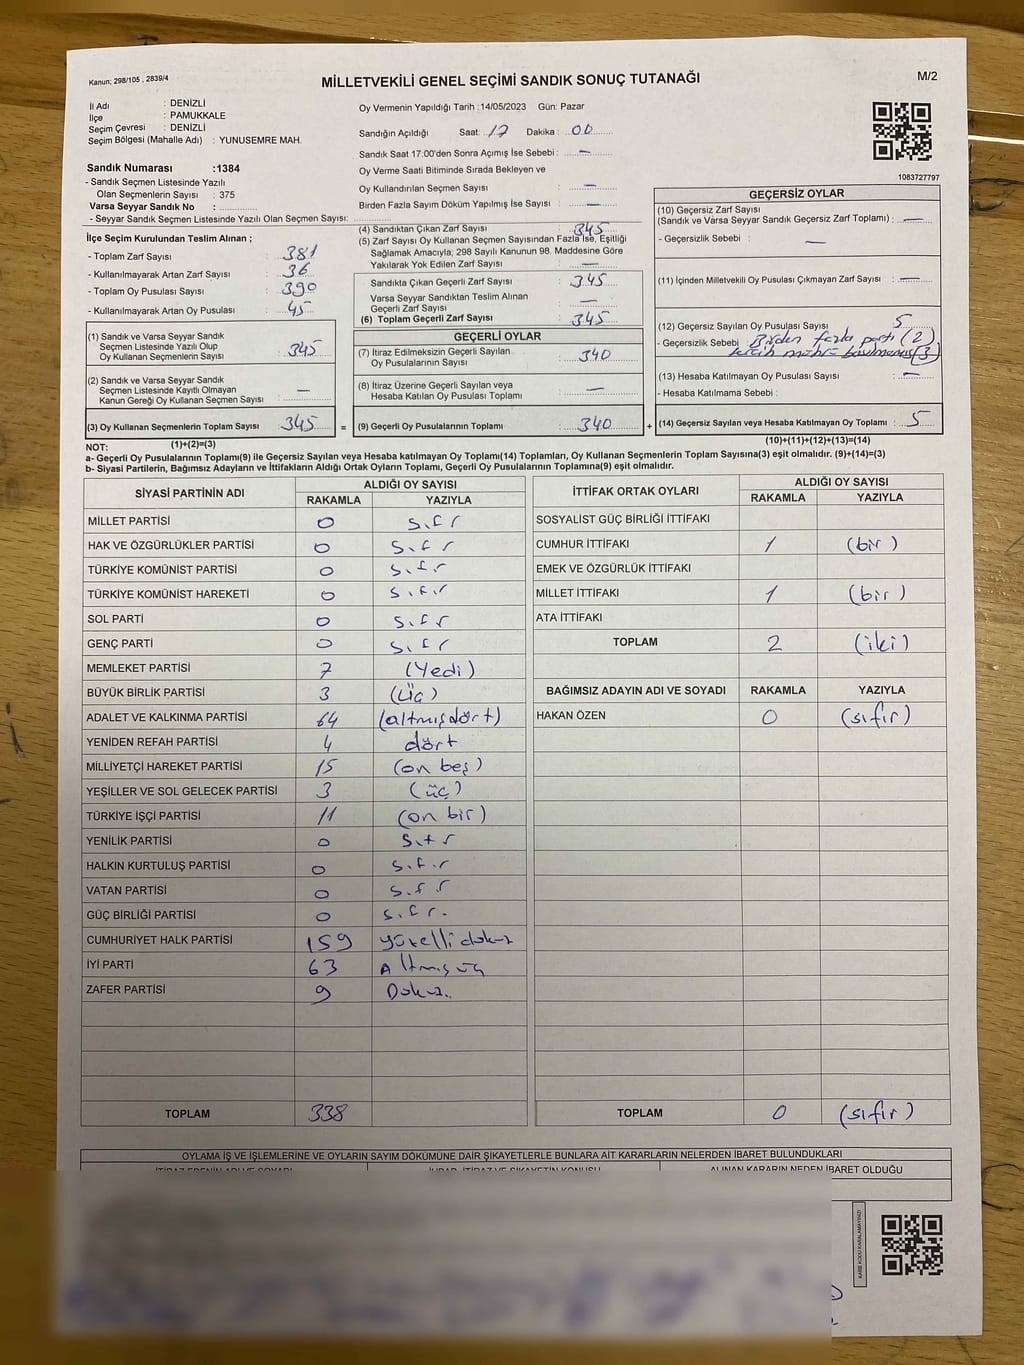 Kanun; 298/105 , 2839/4
MİLLETVEKİLİ GENEL SEÇİMİ SANDIK SONUÇ TUTANAĞI
M/2
İl Adı : DENİZLİ
İlçe : PAMUKKALE
Seçim Çevresi : DENİZLİ
Seçim Bölgesi (Mahalle Adı) : YUNUSEMRE MAH.
Sandık Numarası :1384
- Sandık Seçmen Listesinde Yazılı
Olan Seçmenlerin Sayısı : 375
Varsa Seyyar Sandık No :
- Seyyar Sandık Seçmen Listesinde Yazılı Olan Seçmen Sayısı:
Oy Vermenin Yapıldığı Tarih :14/05/2023 Gün: Pazar
Sandığın Açıldığı Saat: 17 Dakika : 00
Sandık Saat 17:00'den Sonra Açımış İse Sebebi : —
Oy Verme Saati Bitiminde Sırada Bekleyen ve
Oy Kullandırılan Seçmen Sayısı : —
Birden Fazla Sayım Döküm Yapılmış İse Sayısı : —
1083727797
İlçe Seçim Kurulundan Teslim Alınan ;
- Toplam Zarf Sayısı : 381
- Kullanılmayarak Artan Zarf Sayısı : 36
- Toplam Oy Pusulası Sayısı : 390
- Kullanılmayarak Artan Oy Pusulası : 45
(1) Sandık ve Varsa Seyyar Sandık
Seçmen Listesinde Yazılı Olup
Oy Kullanan Seçmenlerin Sayısı : 345
(2) Sandık ve Varsa Seyyar Sandık
Seçmen Listesinde Kayıtlı Olmayan
Kanun Gereği Oy Kullanan Seçmen Sayısı : —
(3) Oy Kullanan Seçmenlerin Toplam Sayısı : 345
(1)+(2)=(3)
(4) Sandıktan Çıkan Zarf Sayısı : 345
(5) Zarf Sayısı Oy Kullanan Seçmen Sayısından Fazla İse, Eşitliği
Sağlamak Amacıyla, 298 Sayılı Kanunun 98. Maddesine Göre
Yakılarak Yok Edilen Zarf Sayısı : —
Sandıkta Çıkan Geçerli Zarf Sayısı : 345
Varsa Seyyar Sandıktan Teslim Alınan
Geçerli Zarf Sayısı : —
(6) Toplam Geçerli Zarf Sayısı : 345
GEÇERLİ OYLAR
(7) İtiraz Edilmeksizin Geçerli Sayılan
Oy Pusulalarının Sayısı : 340
(8) İtiraz Üzerine Geçerli Sayılan veya
Hesaba Katılan Oy Pusulası Toplamı : —
= (9) Geçerli Oy Pusulalarının Toplamı : 340 +
GEÇERSİZ OYLAR
(10) Geçersiz Zarf Sayısı
(Sandık ve Varsa Seyyar Sandık Geçersiz Zarf Toplamı) : —
- Geçersizlik Sebebi : —
(11) İçinden Milletvekili Oy Pusulası Çıkmayan Zarf Sayısı : —
(12) Geçersiz Sayılan Oy Pusulası Sayısı : 5
- Geçersizlik Sebebi : Birden fazla parti (2)
tercih mührü basılmamış (3)
(13) Hesaba Katılmayan Oy Pusulası Sayısı : —
- Hesaba Katılmama Sebebi :
(14) Geçersiz Sayılan veya Hesaba Katılmayan Oy Toplamı : 5
(10)+(11)+(12)+(13)=(14)
NOT:
a- Geçerli Oy Pusulalarının Toplamı(9) ile Geçersiz Sayılan veya Hesaba katılmayan Oy Toplamı(14) Toplamları, Oy Kullanan Seçmenlerin Toplam Sayısına(3) eşit olmalıdır. (9)+(14)=(3)
b- Siyasi Partilerin, Bağımsız Adayların ve İttifakların Aldığı Ortak Oyların Toplamı, Geçerli Oy Pusulalarının Toplamına(9) eşit olmalıdır.
SİYASİ PARTİNİN ADI ALDIĞI OY SAYISI
RAKAMLA YAZIYLA
MİLLET PARTİSİ 0 sıfır
HAK VE ÖZGÜRLÜKLER PARTİSİ 0 sıfır
TÜRKİYE KOMÜNİST PARTİSİ 0 sıfır
TÜRKİYE KOMÜNİST HAREKETİ 0 sıfır
SOL PARTİ 0 sıfır
GENÇ PARTİ 0 sıfır
MEMLEKET PARTİSİ 7 (Yedi)
BÜYÜK BİRLİK PARTİSİ 3 (Üç)
ADALET VE KALKINMA PARTİSİ 64 (altmışdört)
YENİDEN REFAH PARTİSİ 4 dört
MİLLİYETÇİ HAREKET PARTİSİ 15 (on beş)
YEŞİLLER VE SOL GELECEK PARTİSİ 3 (üç)
TÜRKİYE İŞÇİ PARTİSİ 11 (on bir)
YENİLİK PARTİSİ 0 sıfır
HALKIN KURTULUŞ PARTİSİ 0 sıfır
VATAN PARTİSİ 0 sıfır
GÜÇ BİRLİĞİ PARTİSİ 0 sıfır.
CUMHURİYET HALK PARTİSİ 159 yüzellidokuz
İYİ PARTİ 63 Altmışüç
ZAFER PARTİSİ 9 Dokuz..
TOPLAM 338
İTTİFAK ORTAK OYLARI ALDIĞI OY SAYISI
RAKAMLA YAZIYLA
SOSYALİST GÜÇ BİRLİĞİ İTTİFAKI
CUMHUR İTTİFAKI 1 (bir)
EMEK VE ÖZGÜRLÜK İTTİFAKI
MİLLET İTTİFAKI 1 (bir)
ATA İTTİFAKI
TOPLAM 2 (iki)
BAĞIMSIZ ADAYIN ADI VE SOYADI RAKAMLA YAZIYLA
HAKAN ÖZEN 0 (sıfır)
TOPLAM 0 (sıfır)
OYLAMA İŞ VE İŞLEMLERİNE VE OYLARIN SAYIM DÖKÜMÜNE DAİR ŞİKAYETLERLE BUNLARA AİT KARARLARIN NELERDEN İBARET BULUNDUKLARI
ALINAN KARARIN NEDEN İBARET OLDUĞU
KARE KODU KARALAMAYINIZ!